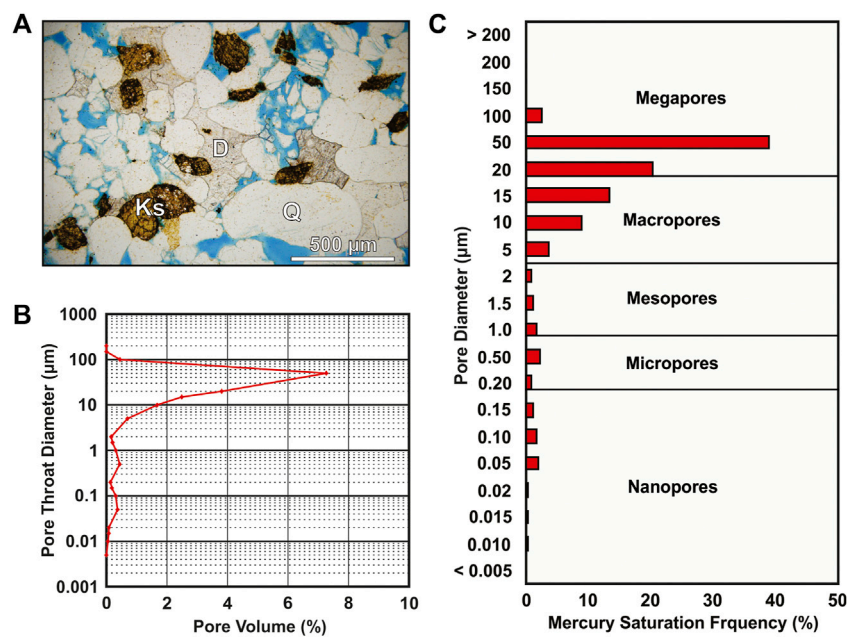 A
D
Ks
Q
500 µm
B
Pore Throat Diameter (µm)
1000
100
10
1
0.1
0.01
0.001
0
2
4
6
8
10
Pore Volume (%)
C
Pore Diameter (µm)
> 200
200
150
Megapores
100
50
20
15
10
Macropores
5
2
1.5
Mesopores
1.0
0.50
Micropores
0.20
0.15
0.10
0.05
Nanopores
0.02
0.015
0.010
< 0.005
0
10
20
30
40
50
Mercury Saturation Frquency (%)